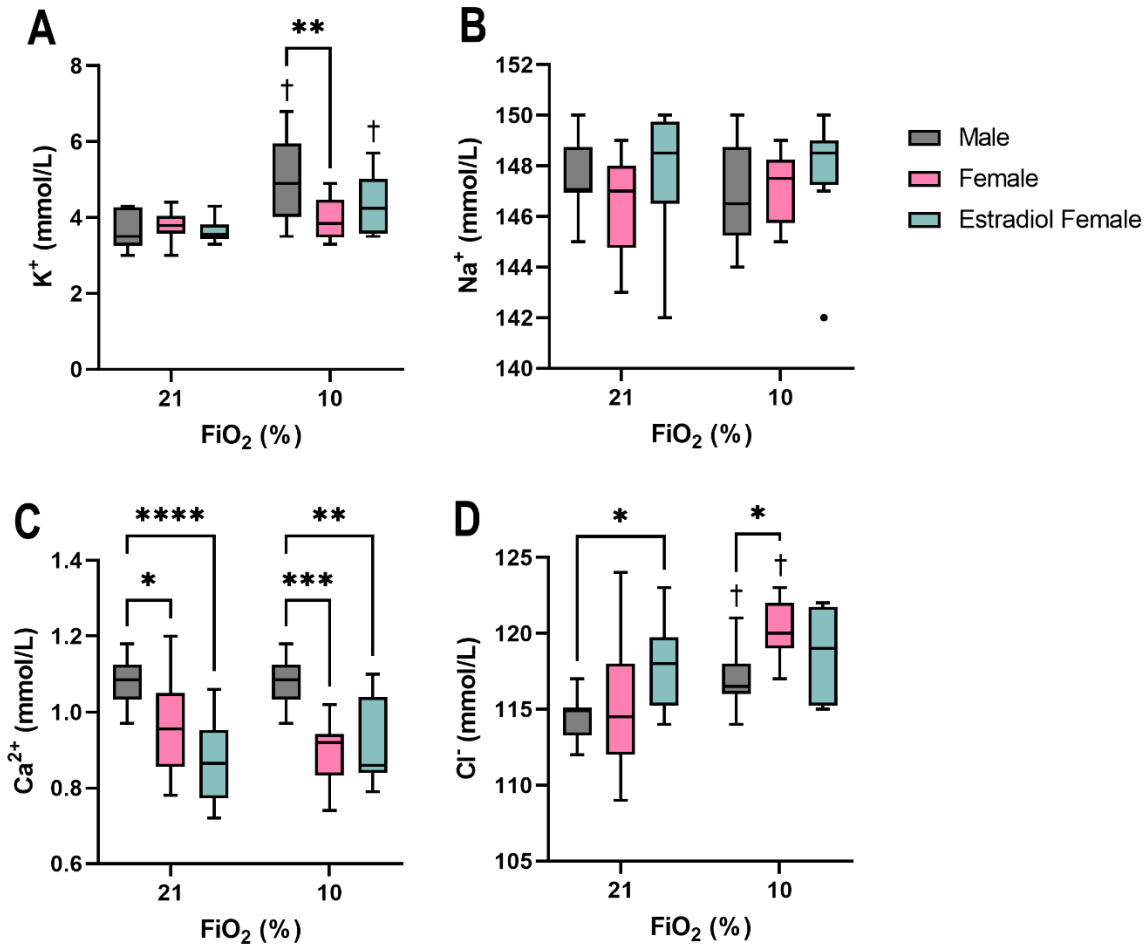 A
**
8
6
4
2
0
†
†
K⁺ (mmol/L)
21
10
FiO₂ (%)
B
152
150
148
146
144
142
140
Na⁺ (mmol/L)
21
10
FiO₂ (%)
Male
Female
Estradiol Female
C
****
**
*
***
1.4
1.2
1.0
0.8
0.6
Ca²⁺ (mmol/L)
21
10
FiO₂ (%)
D
*
*
125
120
115
110
105
†
†
Cl⁻ (mmol/L)
21
10
FiO₂ (%)